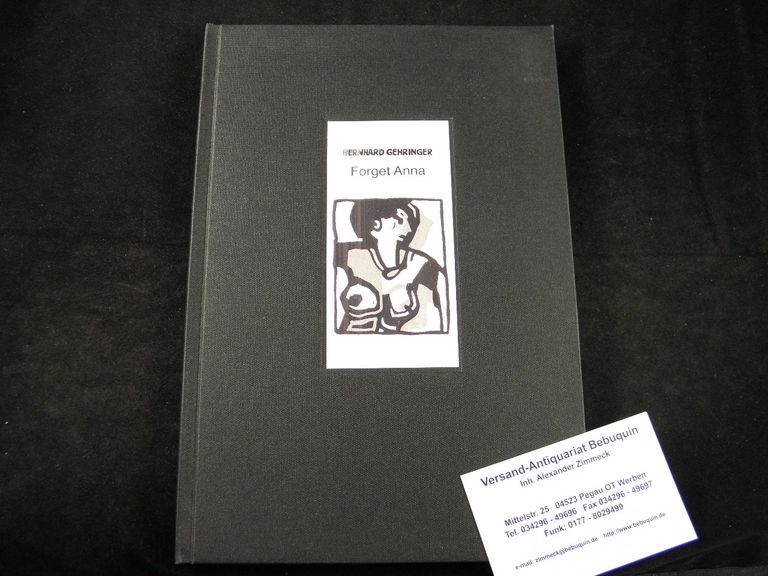 BERNHARD GEHRINGER
Forget Anna
Versand-Antiquariat Bebuquin
Inh. Alexander Zimmeck
Mittelstr. 25 04523 Pegau OT Werben
Tel. 034296 - 49696 Fax 034296 - 49697
Funk: 0177 - 8029499
e-mail: zimmeck@bebuquin.de http://www.bebuquin.de